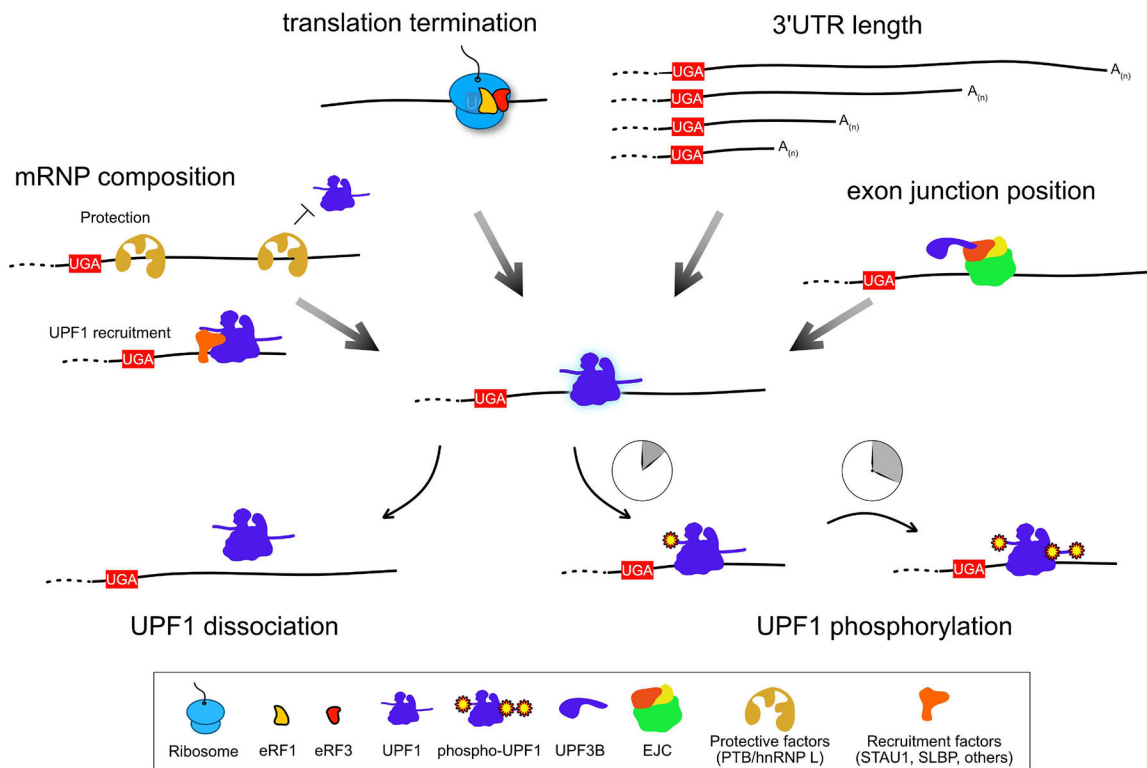 translation termination
3'UTR length
U
UGA
A(n)
UGA
A(n)
UGA
A(n)
UGA
A(n)
mRNP composition
Protection
UGA
exon junction position
UGA
UPF1 recruitment
UGA
UGA
UGA
UGA
UGA
UPF1 dissociation
UPF1 phosphorylation
Ribosome
eRF1
eRF3
UPF1
phospho-UPF1
UPF3B
EJC
Protective factors
(PTB/hnRNP L)
Recruitment factors
(STAU1, SLBP, others)